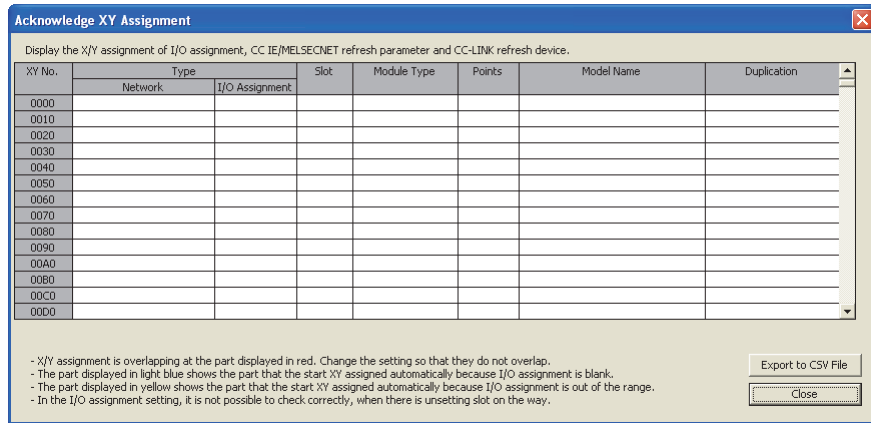 Acknowledge XY Assignment
Display the X/Y assignment of I/O assignment, CC IE/MELSECNET refresh parameter and CC-LINK refresh device.
XY No. Type Slot Module Type Points Model Name Duplication
Network I/O Assignment
0000
0010
0020
0030
0040
0050
0060
0070
0080
0090
00A0
00B0
00C0
00D0
- X/Y assignment is overlapping at the part displayed in red. Change the setting so that they do not overlap.
- The part displayed in light blue shows the part that the start XY assigned automatically because I/O assignment is blank.
- The part displayed in yellow shows the part that the start XY assigned automatically because I/O assignment is out of the range.
- In the I/O assignment setting, it is not possible to check correctly, when there is unsetting slot on the way.
Export to CSV File
Close